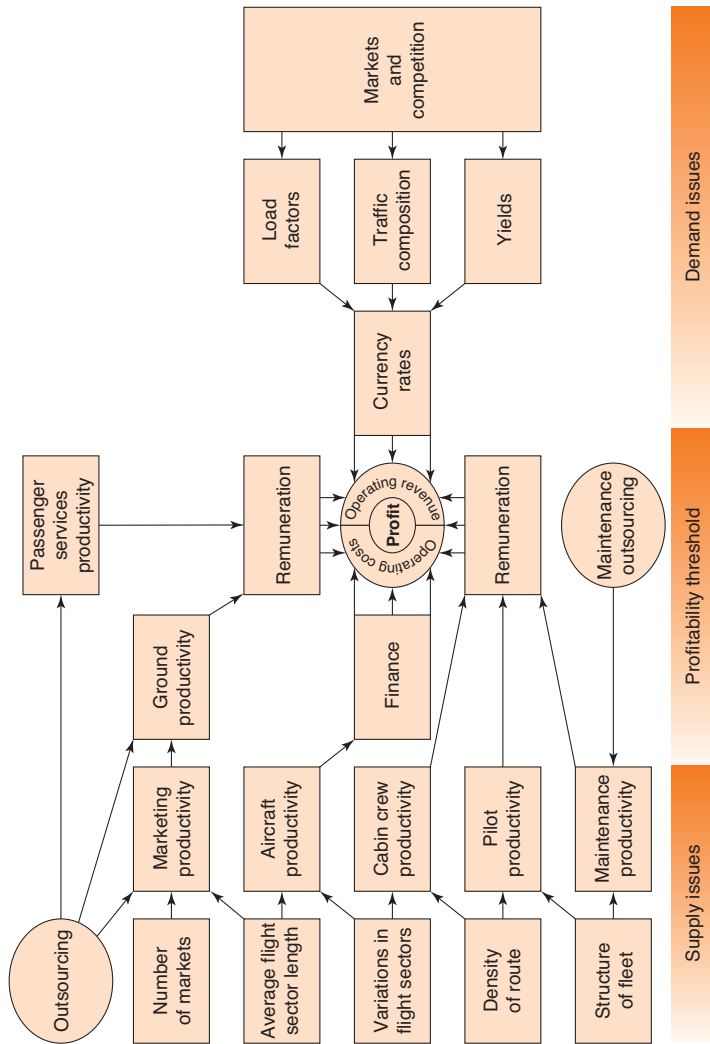 Outsourcing
Passenger
services
productivity
Ground
productivity
Number
of markets
Marketing
productivity
Remuneration
Load
factors
Average flight
sector length
Aircraft
productivity
Finance
Operating costs
Profit
Operating revenue
Currency
rates
Traffic
composition
Markets
and
competition
Variations in
flight sectors
Cabin crew
productivity
Yields
Density
of route
Pilot
productivity
Remuneration
Structure
of fleet
Maintenance
productivity
Maintenance
outsourcing
Supply issues
Profitability threshold
Demand issues